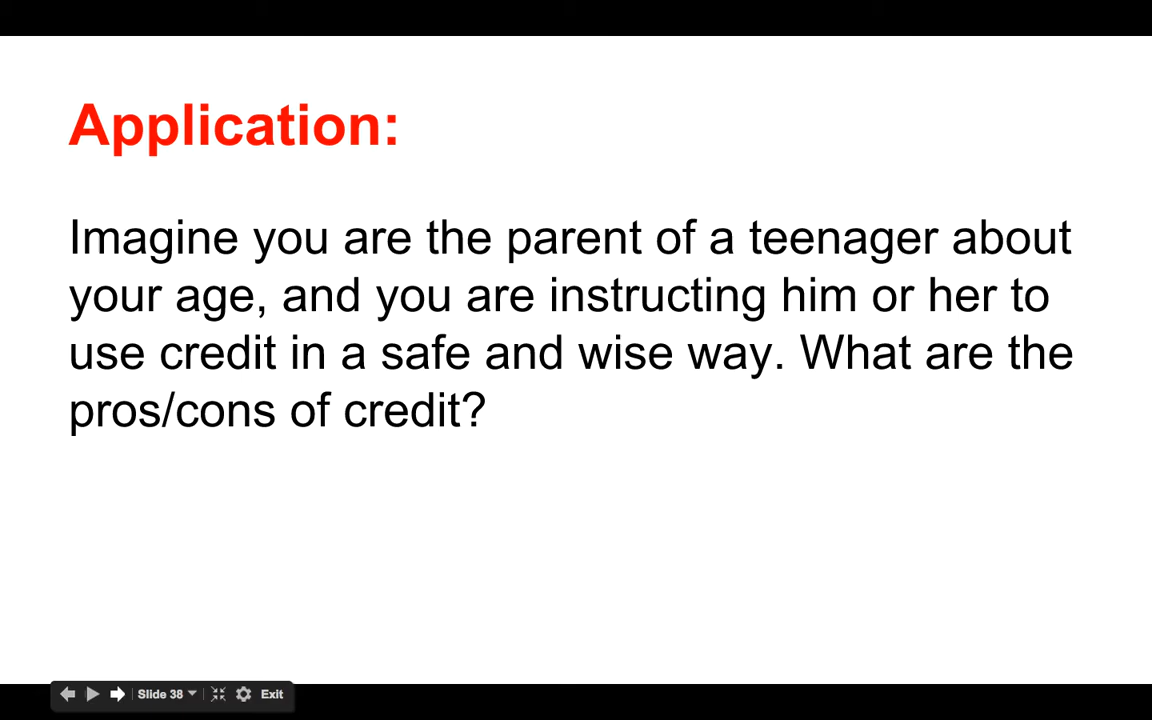 Application:
Imagine you are the parent of a teenager about
your age, and you are instructing him or her to
use credit in a safe and wise way. What are the
pros/cons of credit?
Slide 38 Exit